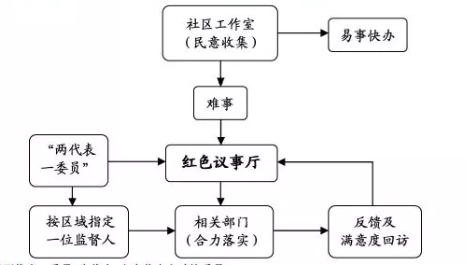 社区工作室
（民意收集）
易事快办
难事
“两代表
一委员”
红色议事厅
按区域指定
一位监督人
相关部门
（合力落实）
反馈及
满意度回访